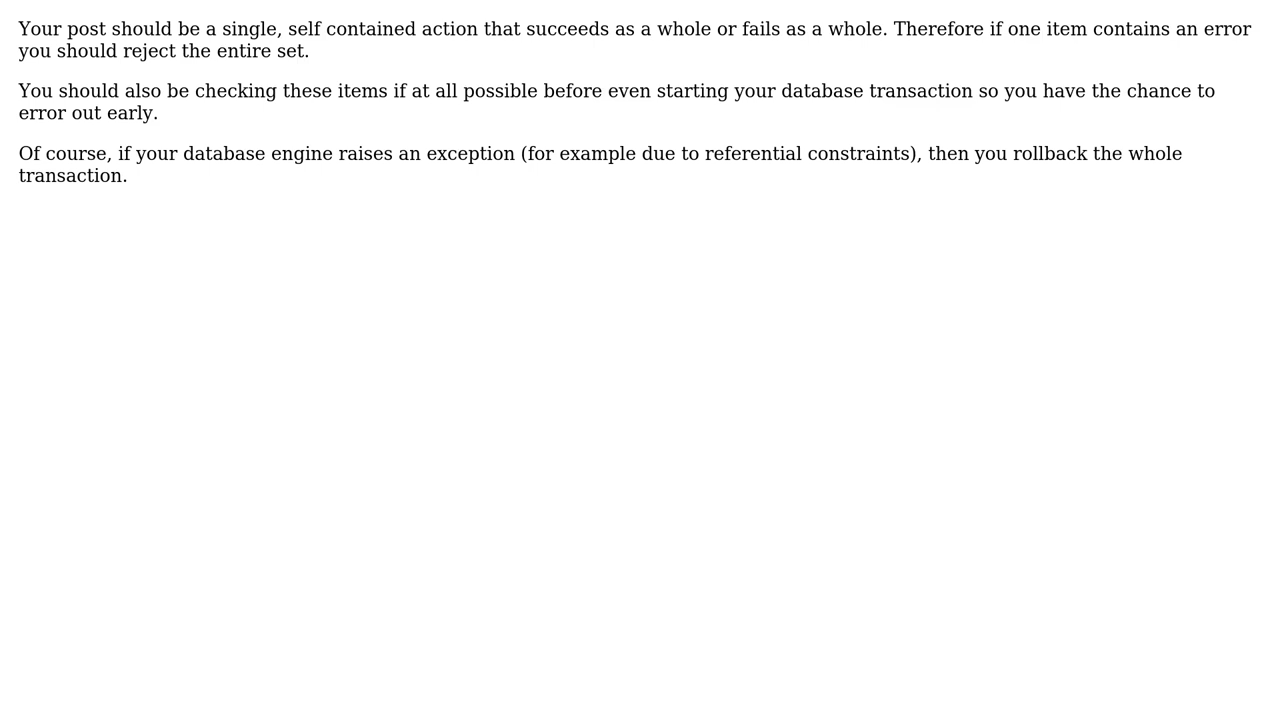 Your post should be a single, self contained action that succeeds as a whole or fails as a whole. Therefore if one item contains an error
you should reject the entire set.
You should also be checking these items if at all possible before even starting your database transaction so you have the chance to
error out early.
Of course, if your database engine raises an exception (for example due to referential constraints), then you rollback the whole
transaction.